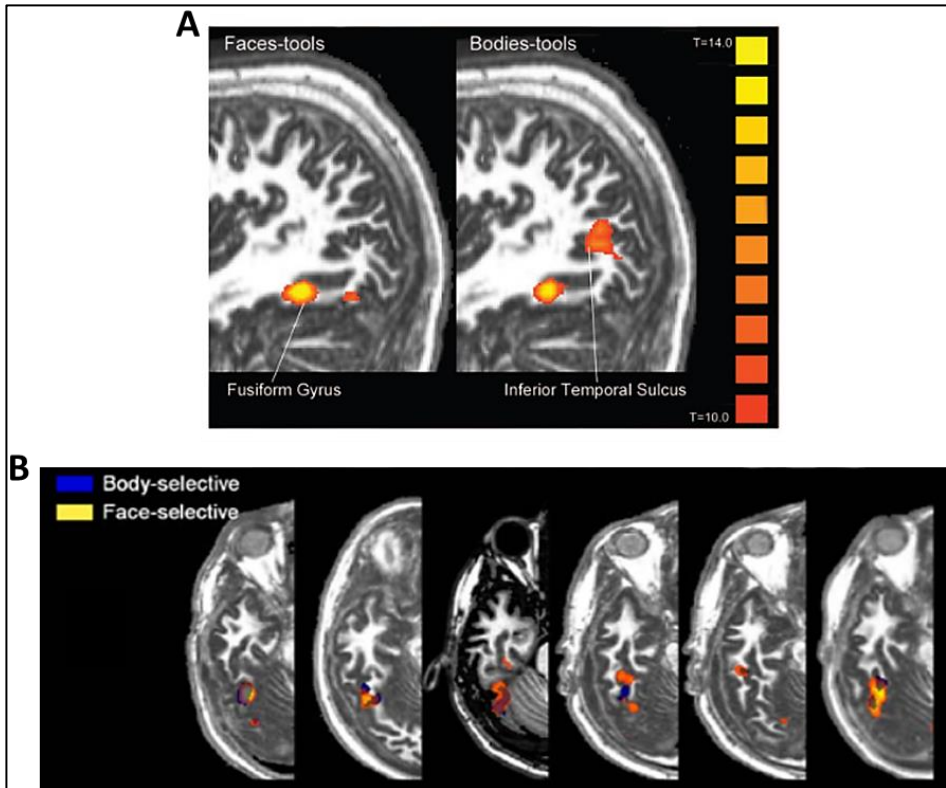 A
Faces-tools
Bodies-tools
T=14.0
Fusiform Gyrus
Inferior Temporal Sulcus
T=10.0
B
Body-selective
Face-selective